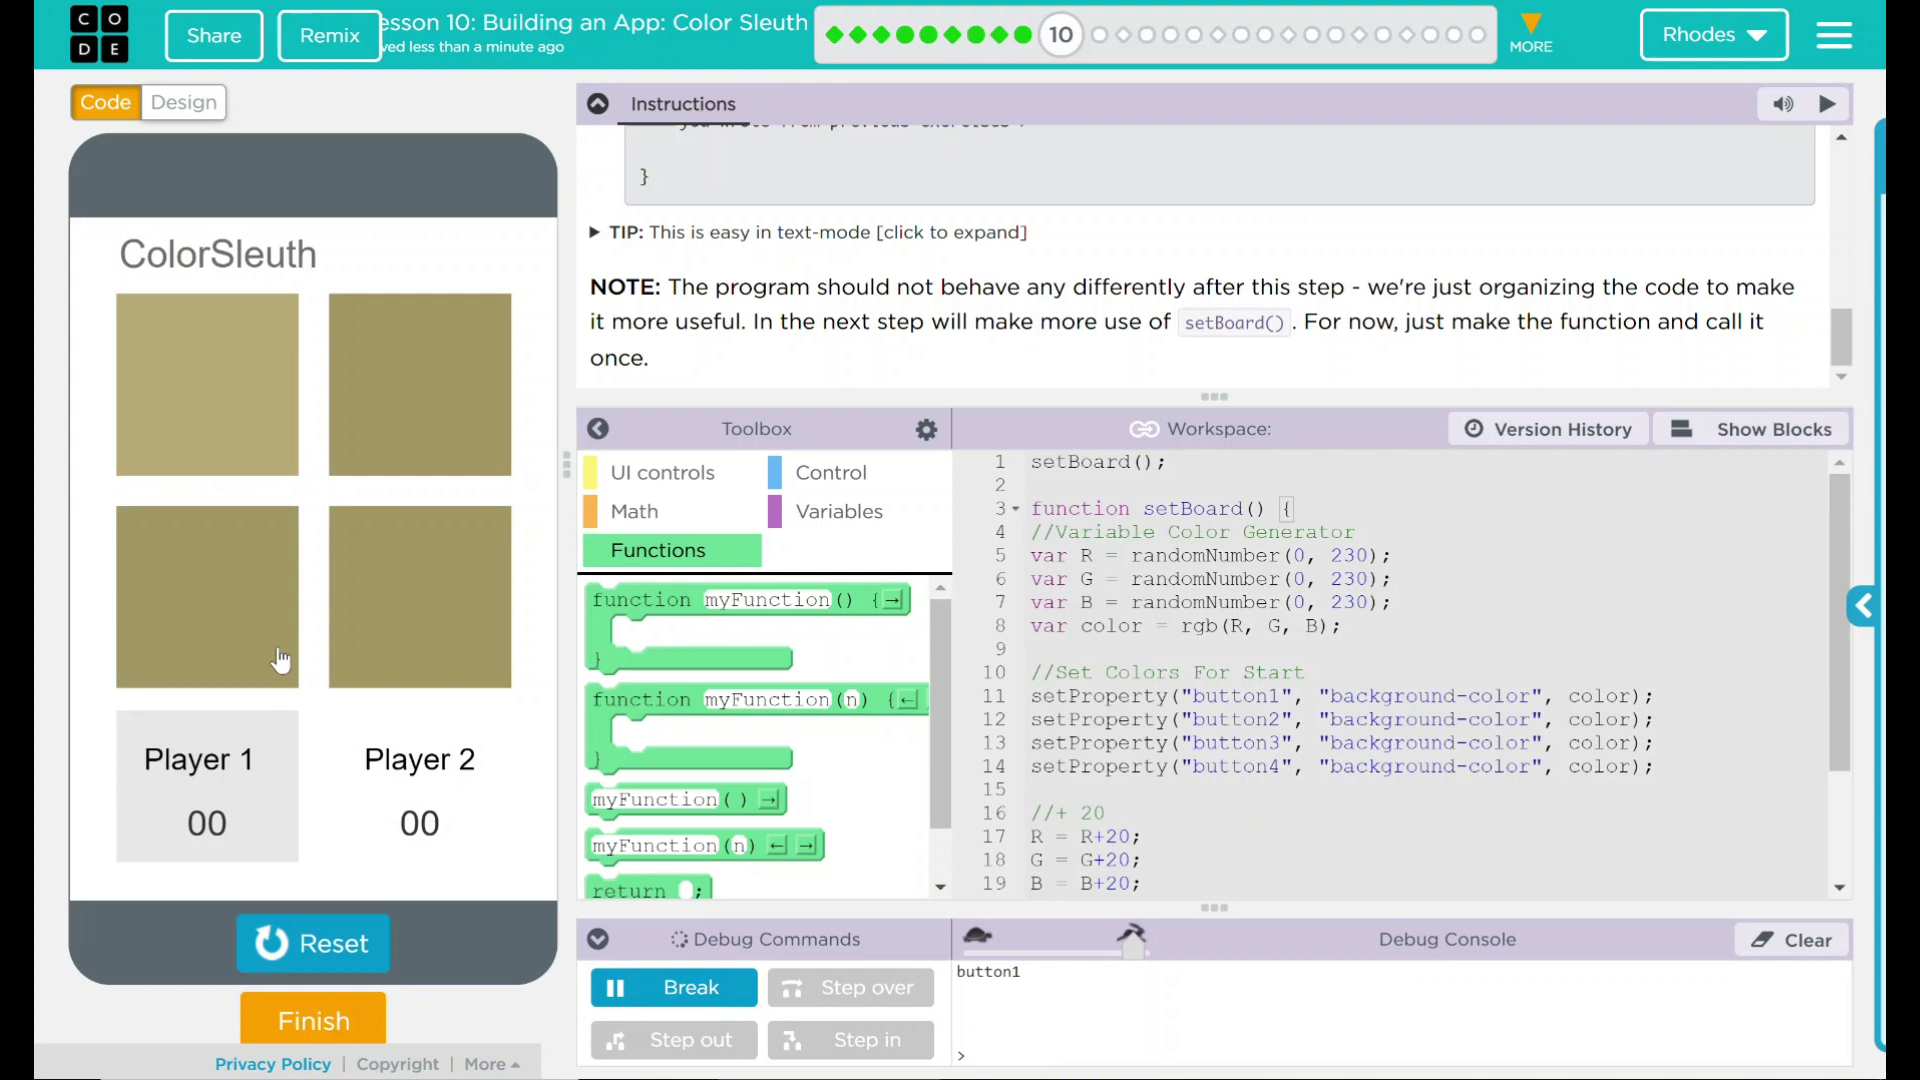 C O
D E
Share
Remix
esson 10: Building an App: Color Sleuth
ved less than a minute ago
10
MORE
Rhodes
Code
Design
Instructions
}
TIP: This is easy in text-mode [click to expand]
NOTE: The program should not behave any differently after this step - we're just organizing the code to make
it more useful. In the next step will make more use of setBoard(). For now, just make the function and call it
once.
ColorSleuth
Player 1
00
Player 2
00
Reset
Finish
Privacy Policy | Copyright | More
Toolbox
UI controls
Control
Math
Variables
Functions
function myFunction() {
}
function myFunction(n) {
}
myFunction()
myFunction(n)
return ;
Workspace:
Version History
Show Blocks
1 setBoard();
2
3 function setBoard() {
4 //Variable Color Generator
5 var R = randomNumber(0, 230);
6 var G = randomNumber(0, 230);
7 var B = randomNumber(0, 230);
8 var color = rgb(R, G, B);
9
10 //Set Colors For Start
11 setProperty("button1", "background-color", color);
12 setProperty("button2", "background-color", color);
13 setProperty("button3", "background-color", color);
14 setProperty("button4", "background-color", color);
15
16 //+ 20
17 R = R+20;
18 G = G+20;
19 B = B+20;
Debug Commands
Break
Step over
Step out
Step in
Debug Console
Clear
button1
>